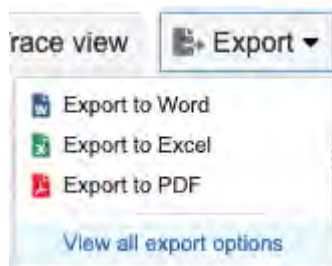 race view Export
Export to Word
Export to Excel
Export to PDF
View all export options